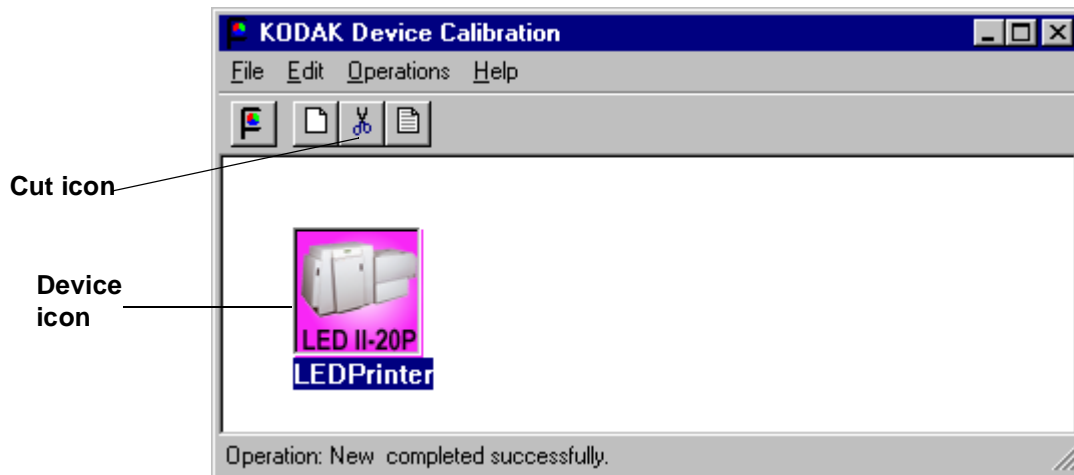 KODAK Device Calibration
File Edit Operations Help
Cut icon
Device
icon
LED II-20P
LEDPrinter
Operation: New completed successfully.